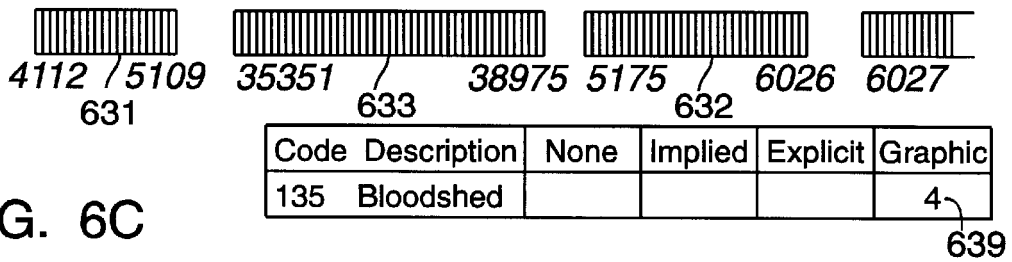 4112 5109 35351 38975 5175 6026 6027
631 633 632
Code Description None Implied Explicit Graphic
135 Bloodshed 4
639
G. 6C